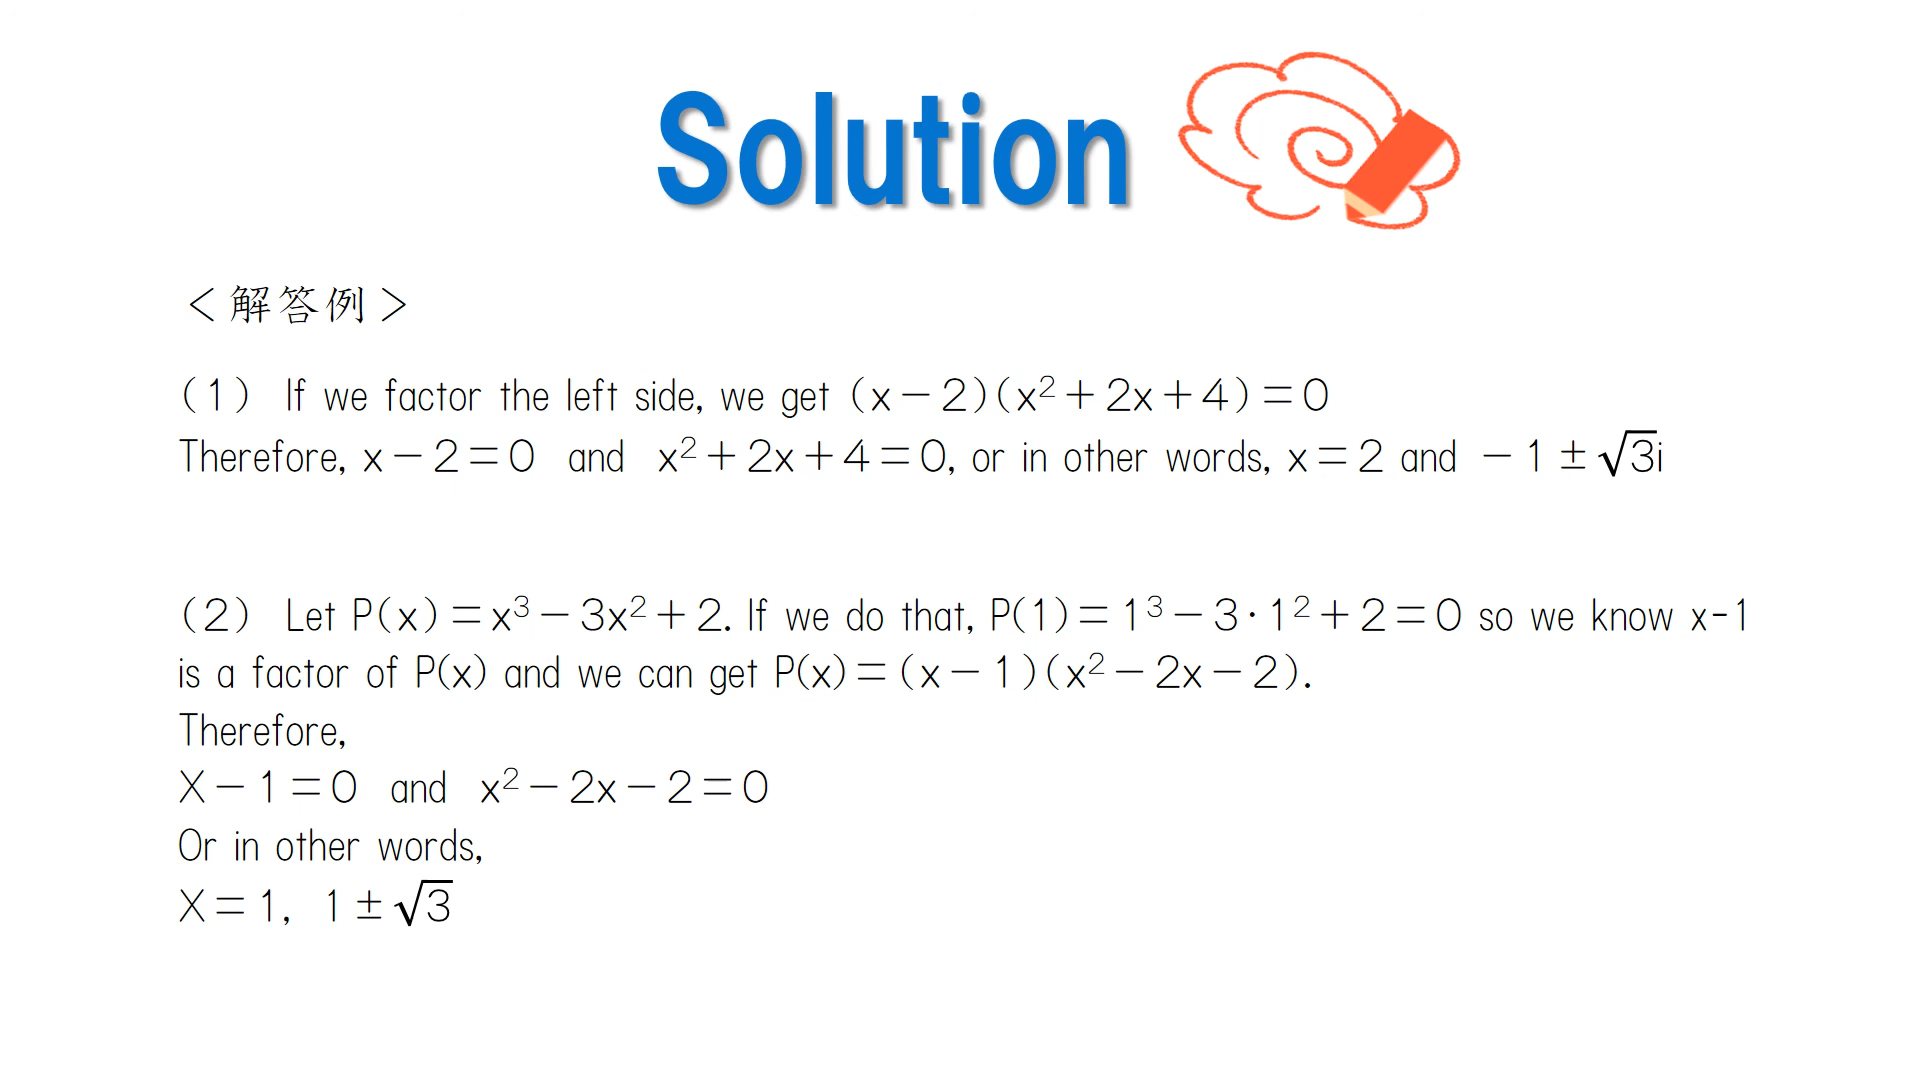 Solution
＜解答例＞
（1） If we factor the left side, we get （x－2）（x²＋2x＋4）＝0
Therefore, x－2＝0 and x²＋2x＋4＝0, or in other words, x＝2 and －1±√3i
（2） Let P（x）＝x³－3x²＋2. If we do that, P（1）＝1³－3・1²＋2＝0 so we know x-1
is a factor of P(x) and we can get P(x)＝（x－1）（x²－2x－2）.
Therefore,
X－1＝0 and x²－2x－2＝0
Or in other words,
X＝1, 1±√3